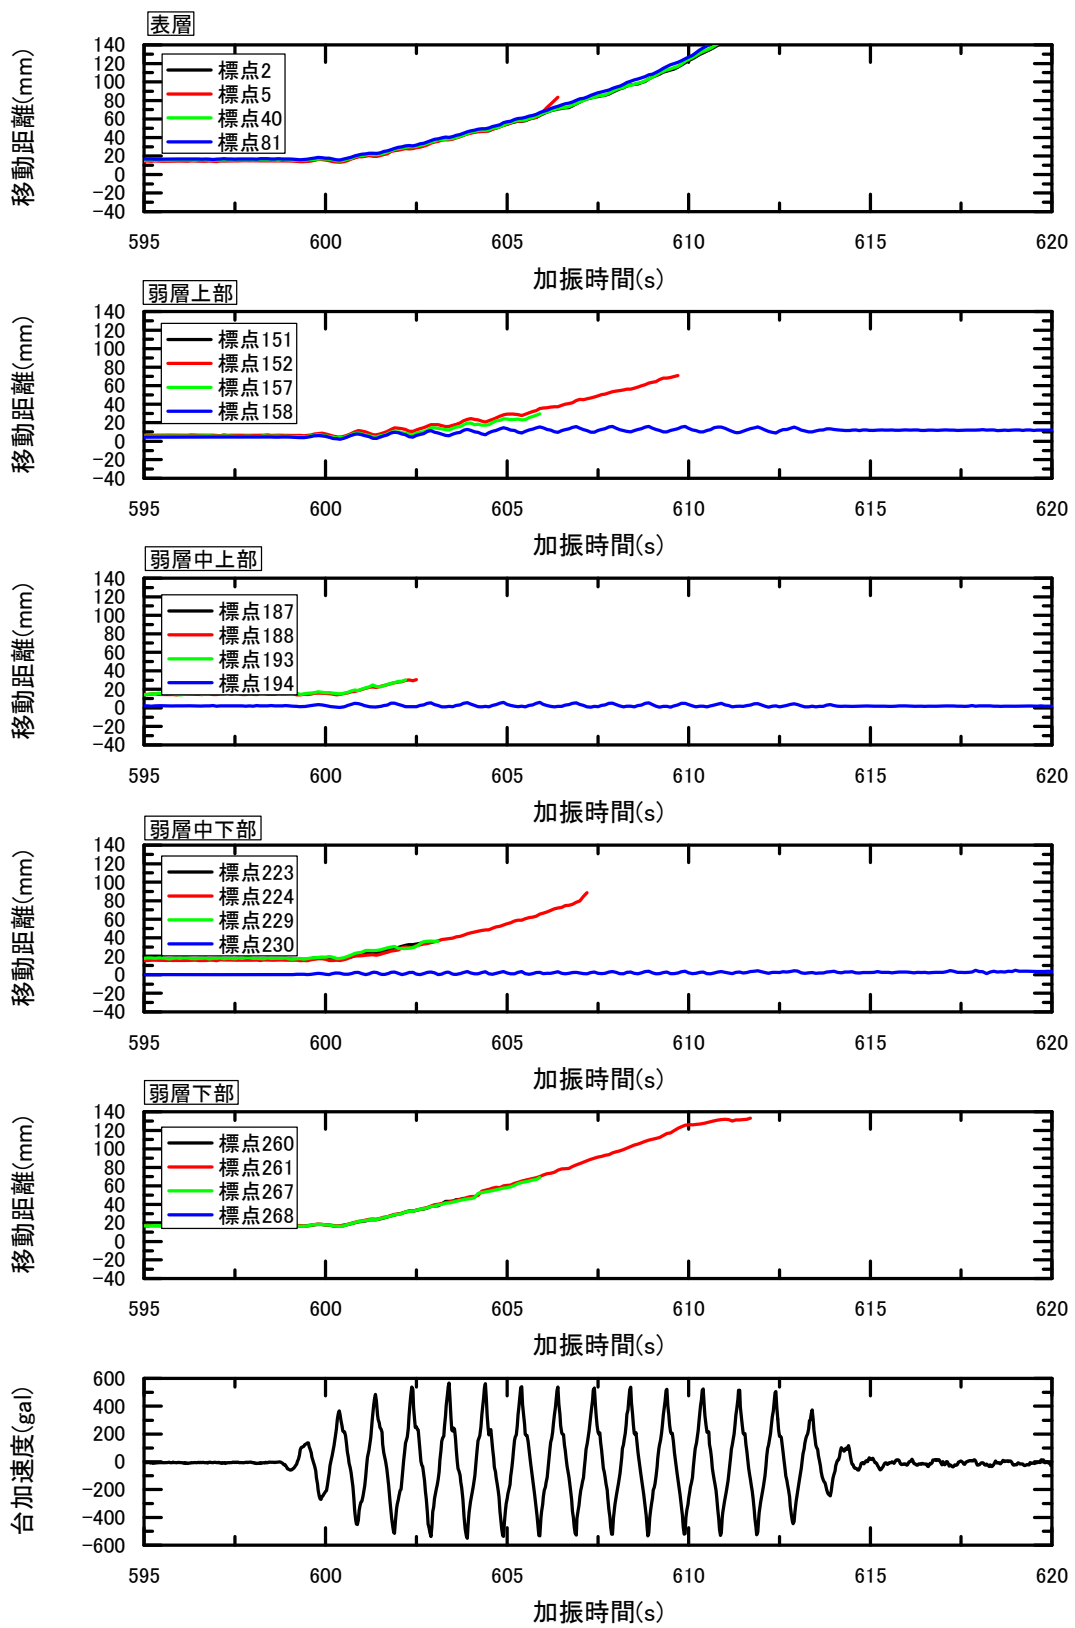 表層
移動距離(mm)
140
120
100
80
60
40
20
0
-20
-40
標点2
標点5
標点40
標点81
595 600 605 610 615 620
加振時間(s)
弱層上部
移動距離(mm)
140
120
100
80
60
40
20
0
-20
-40
標点151
標点152
標点157
標点158
595 600 605 610 615 620
加振時間(s)
弱層中上部
移動距離(mm)
140
120
100
80
60
40
20
0
-20
-40
標点187
標点188
標点193
標点194
595 600 605 610 615 620
加振時間(s)
弱層中下部
移動距離(mm)
140
120
100
80
60
40
20
0
-20
-40
標点223
標点224
標点229
標点230
595 600 605 610 615 620
加振時間(s)
弱層下部
移動距離(mm)
140
120
100
80
60
40
20
0
-20
-40
標点260
標点261
標点267
標点268
595 600 605 610 615 620
加振時間(s)
台加速度(gal)
600
400
200
0
-200
-400
-600
595 600 605 610 615 620
加振時間(s)